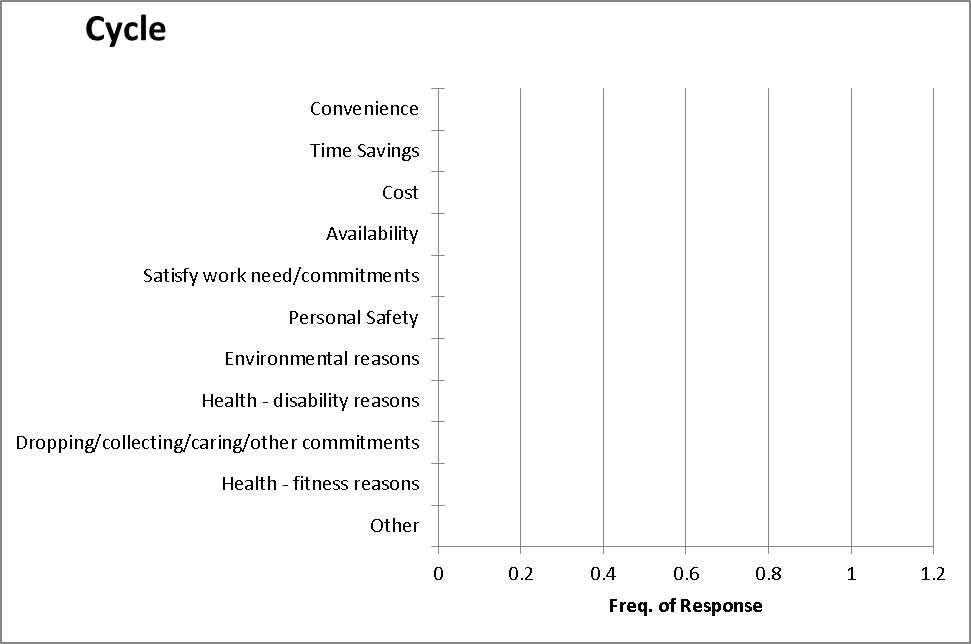 Cycle
Convenience
Time Savings
Cost
Availability
Satisfy work need/commitments
Personal Safety
Environmental reasons
Health - disability reasons
Dropping/collecting/caring/other commitments
Health - fitness reasons
Other
0 0.2 0.4 0.6 0.8 1 1.2
Freq. of Response